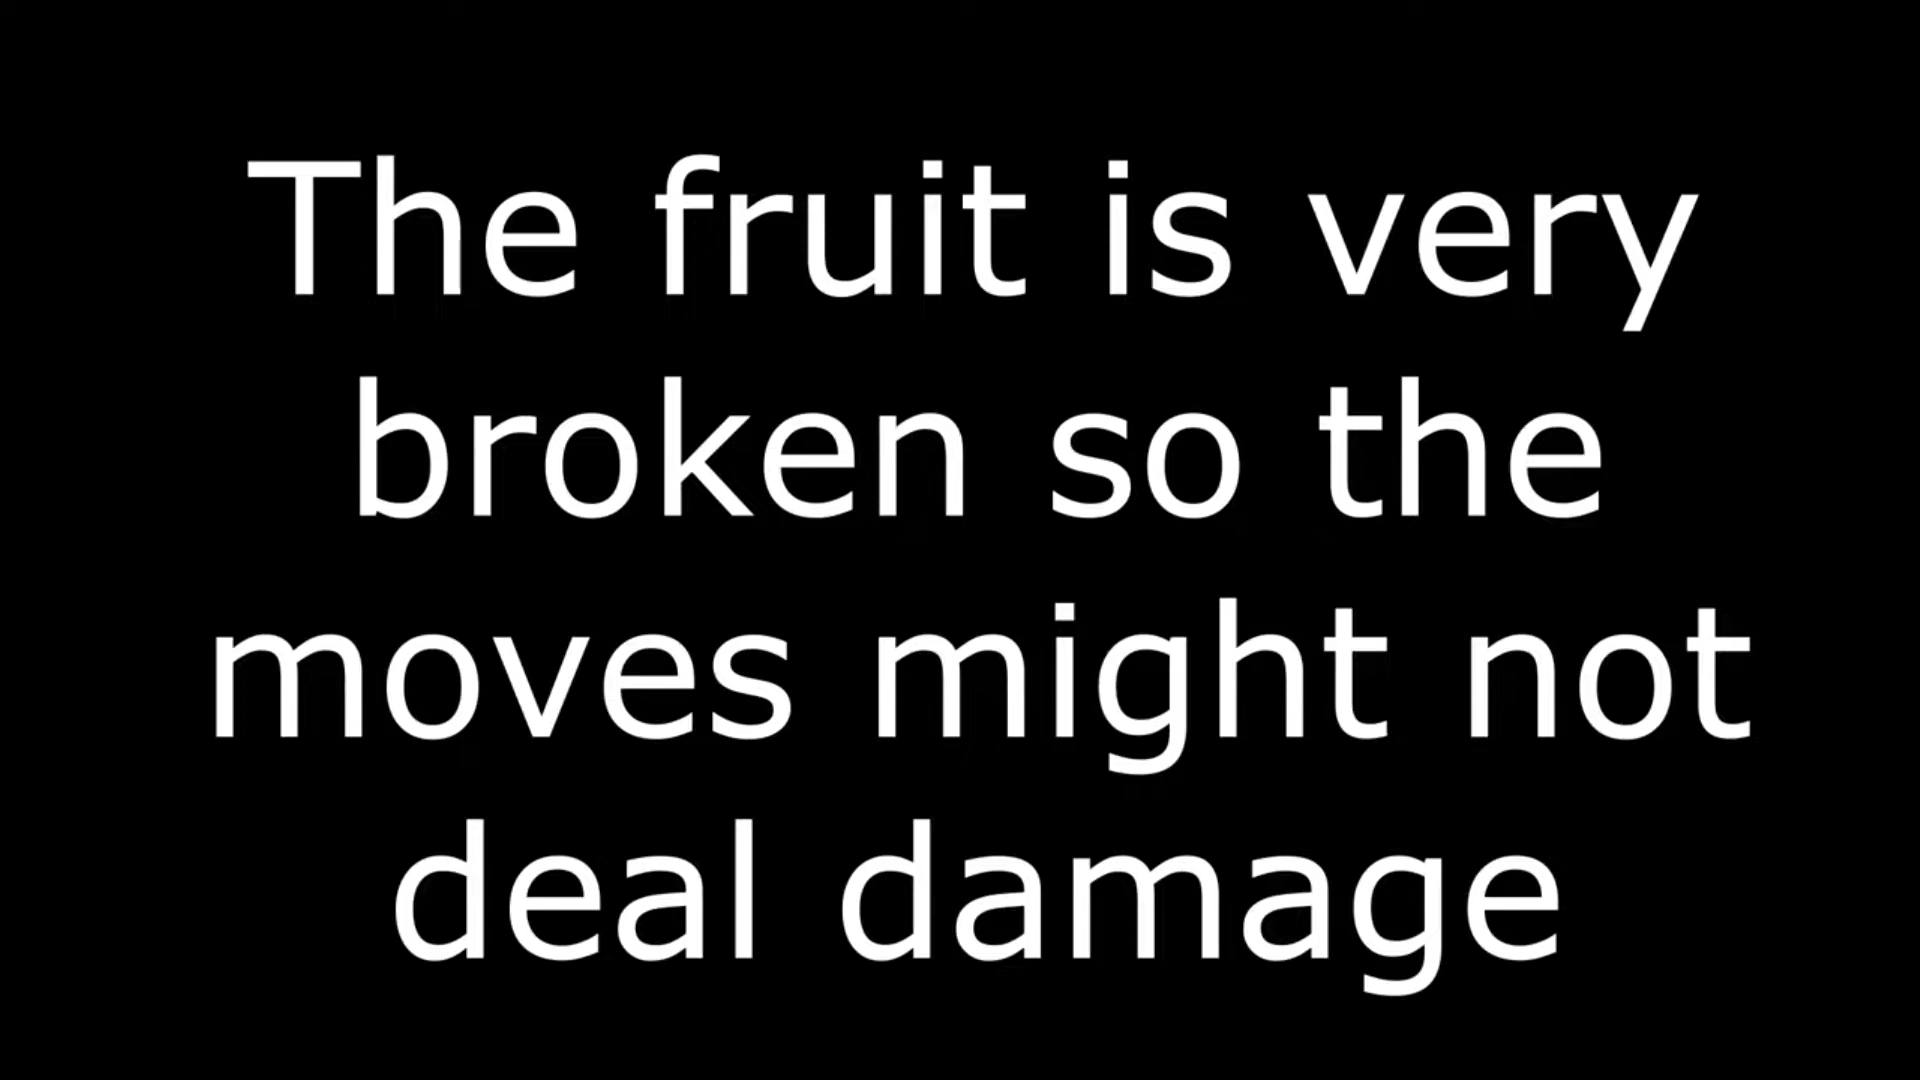 The fruit is very
broken so the
moves might not
deal damage